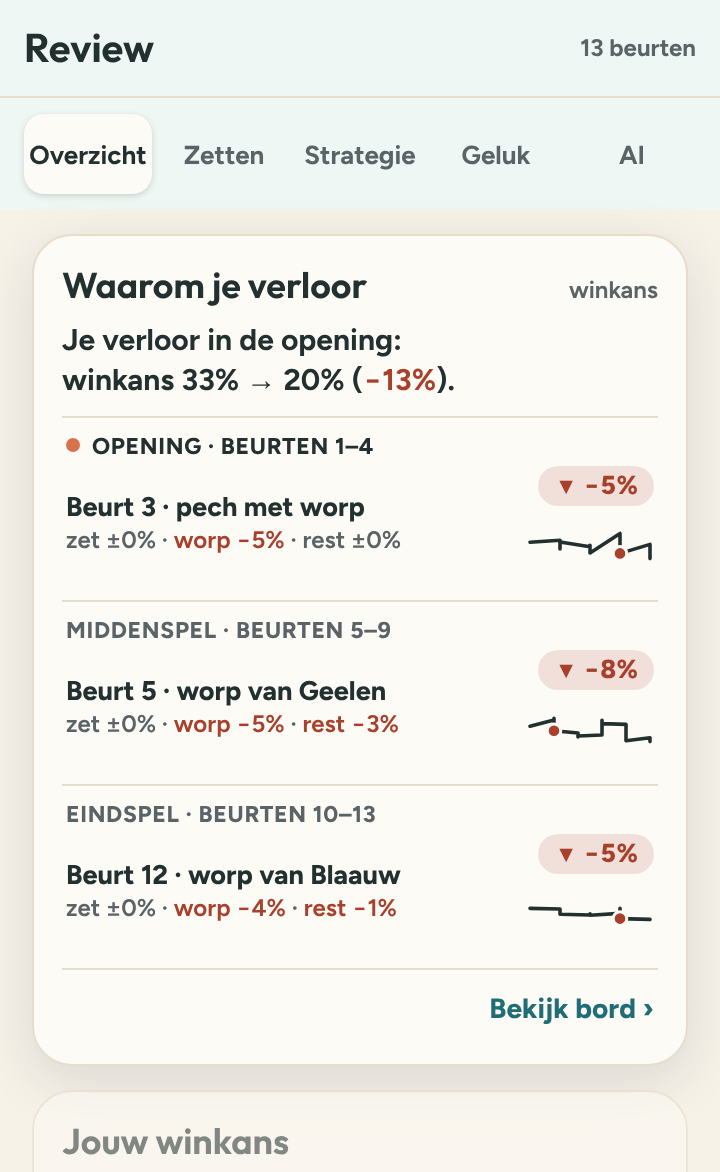 Review
13 beurten
Overzicht
Zetten
Strategie
Geluk
AI
Waarom je verloor
winkans
Je verloor in de opening:
winkans 33% → 20% (−13%).
OPENING · BEURTEN 1–4
▼ −5%
Beurt 3 · pech met worp
zet ±0% · worp −5% · rest ±0%
MIDDENSPEL · BEURTEN 5–9
▼ −8%
Beurt 5 · worp van Geelen
zet ±0% · worp −5% · rest −3%
EINDSPEL · BEURTEN 10–13
▼ −5%
Beurt 12 · worp van Blaauw
zet ±0% · worp −4% · rest −1%
Bekijk bord ›
Jouw winkans